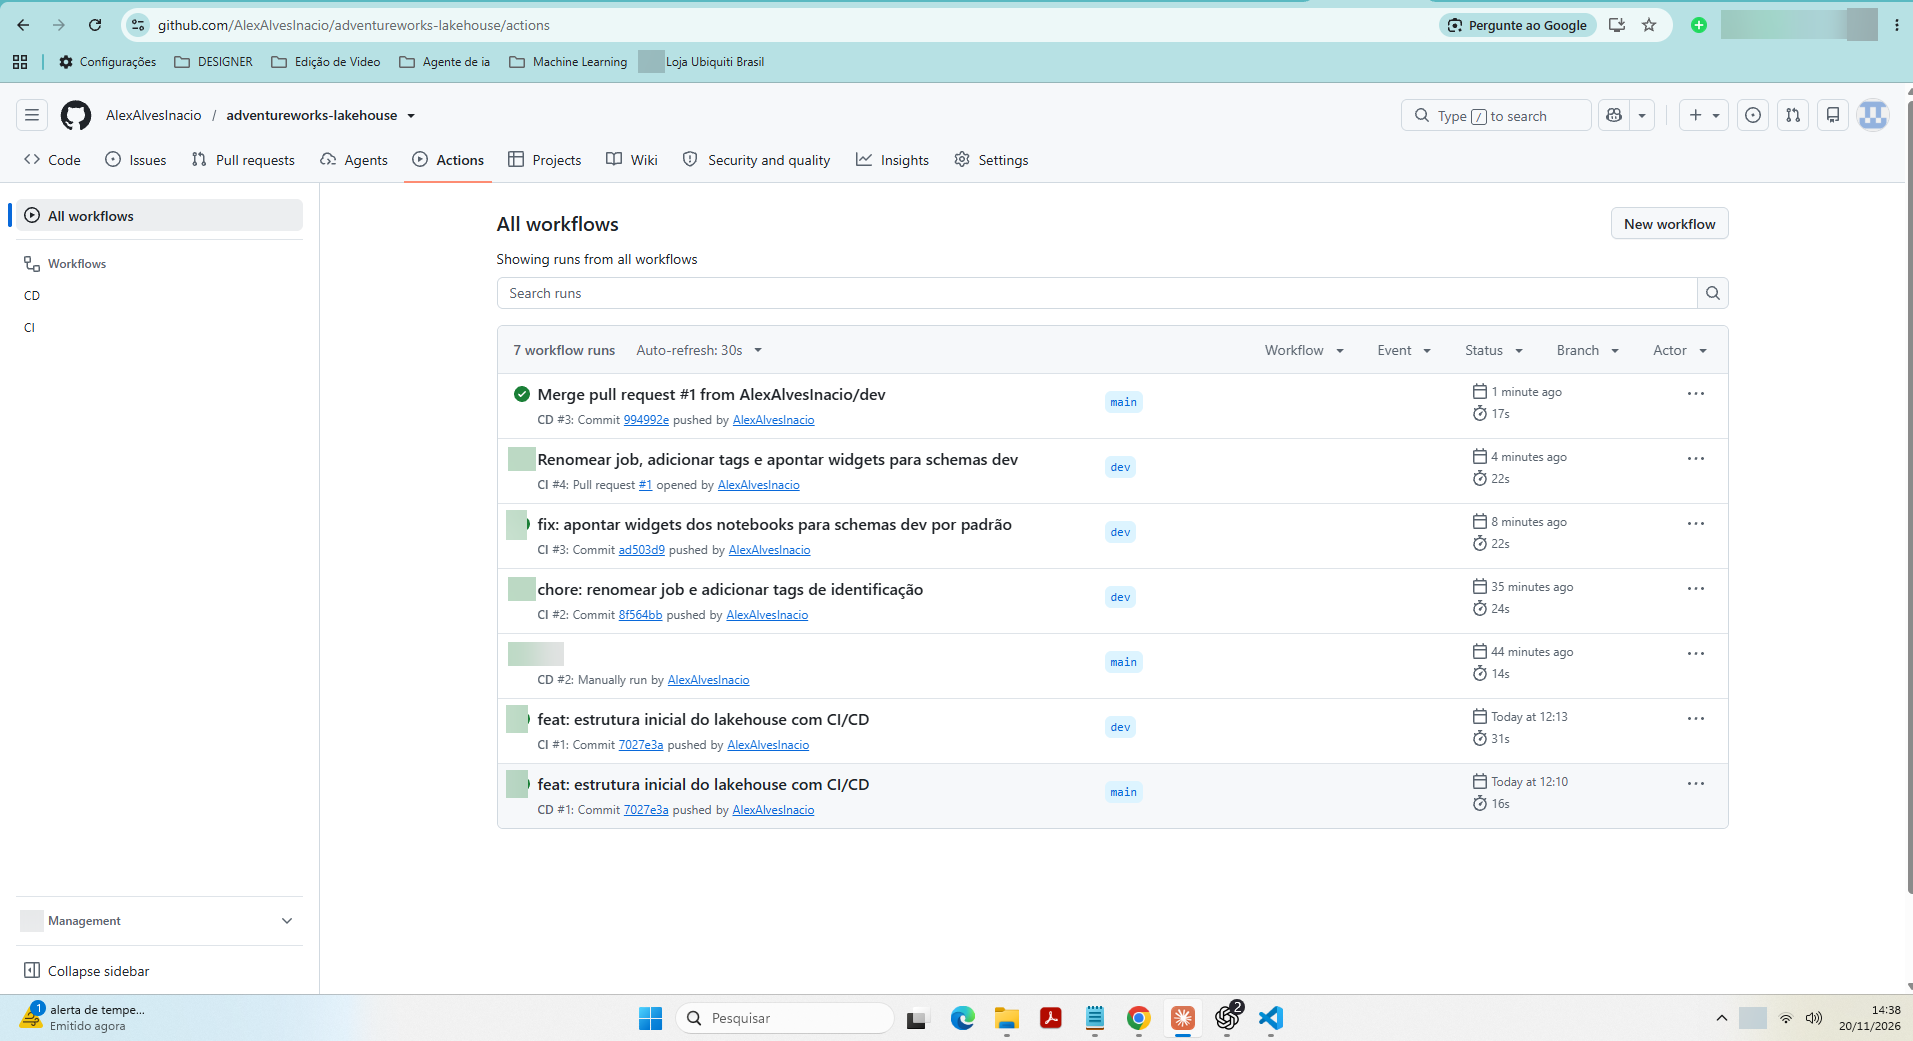 github.com/AlexAlvesInacio/adventureworks-lakehouse/actions
Pergunte ao Google
Configurações
DESIGNER
Edição de Video
Agente de ia
Machine Learning
Loja Ubiquiti Brasil
AlexAlvesInacio / adventureworks-lakehouse
Type / to search
Code
Issues
Pull requests
Agents
Actions
Projects
Wiki
Security and quality
Insights
Settings
All workflows
Workflows
CD
CI
Management
Collapse sidebar
All workflows
New workflow
Showing runs from all workflows
Search runs
7 workflow runs
Auto-refresh: 30s
Workflow
Event
Status
Branch
Actor
Merge pull request #1 from AlexAlvesInacio/dev
CD #3: Commit 994992e pushed by AlexAlvesInacio
main
1 minute ago
17s
Renomear job, adicionar tags e apontar widgets para schemas dev
CI #4: Pull request #1 opened by AlexAlvesInacio
dev
4 minutes ago
22s
fix: apontar widgets dos notebooks para schemas dev por padrão
CI #3: Commit ad503d9 pushed by AlexAlvesInacio
dev
8 minutes ago
22s
chore: renomear job e adicionar tags de identificação
CI #2: Commit 8f564bb pushed by AlexAlvesInacio
dev
35 minutes ago
24s
CD #2: Manually run by AlexAlvesInacio
main
44 minutes ago
14s
feat: estrutura inicial do lakehouse com CI/CD
CI #1: Commit 7027e3a pushed by AlexAlvesInacio
dev
Today at 12:13
31s
feat: estrutura inicial do lakehouse com CI/CD
CD #1: Commit 7027e3a pushed by AlexAlvesInacio
main
Today at 12:10
16s
1
alerta de tempe...
Emitido agora
Pesquisar
2
14:38
20/11/2026